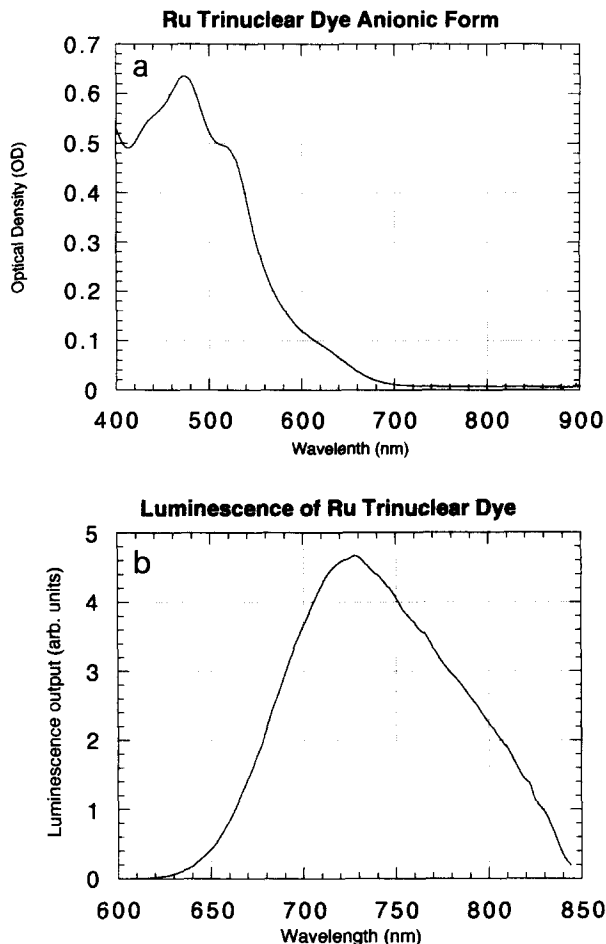 Ru Trinuclear Dye Anionic Form
a
Optical Density (OD)
0.7
0.6
0.5
0.4
0.3
0.2
0.1
0
400 500 600 700 800 900
Wavelenth (nm)
Luminescence of Ru Trinuclear Dye
b
Luminescence output (arb. units)
5
4
3
2
1
0
600 650 700 750 800 850
Wavelength (nm)